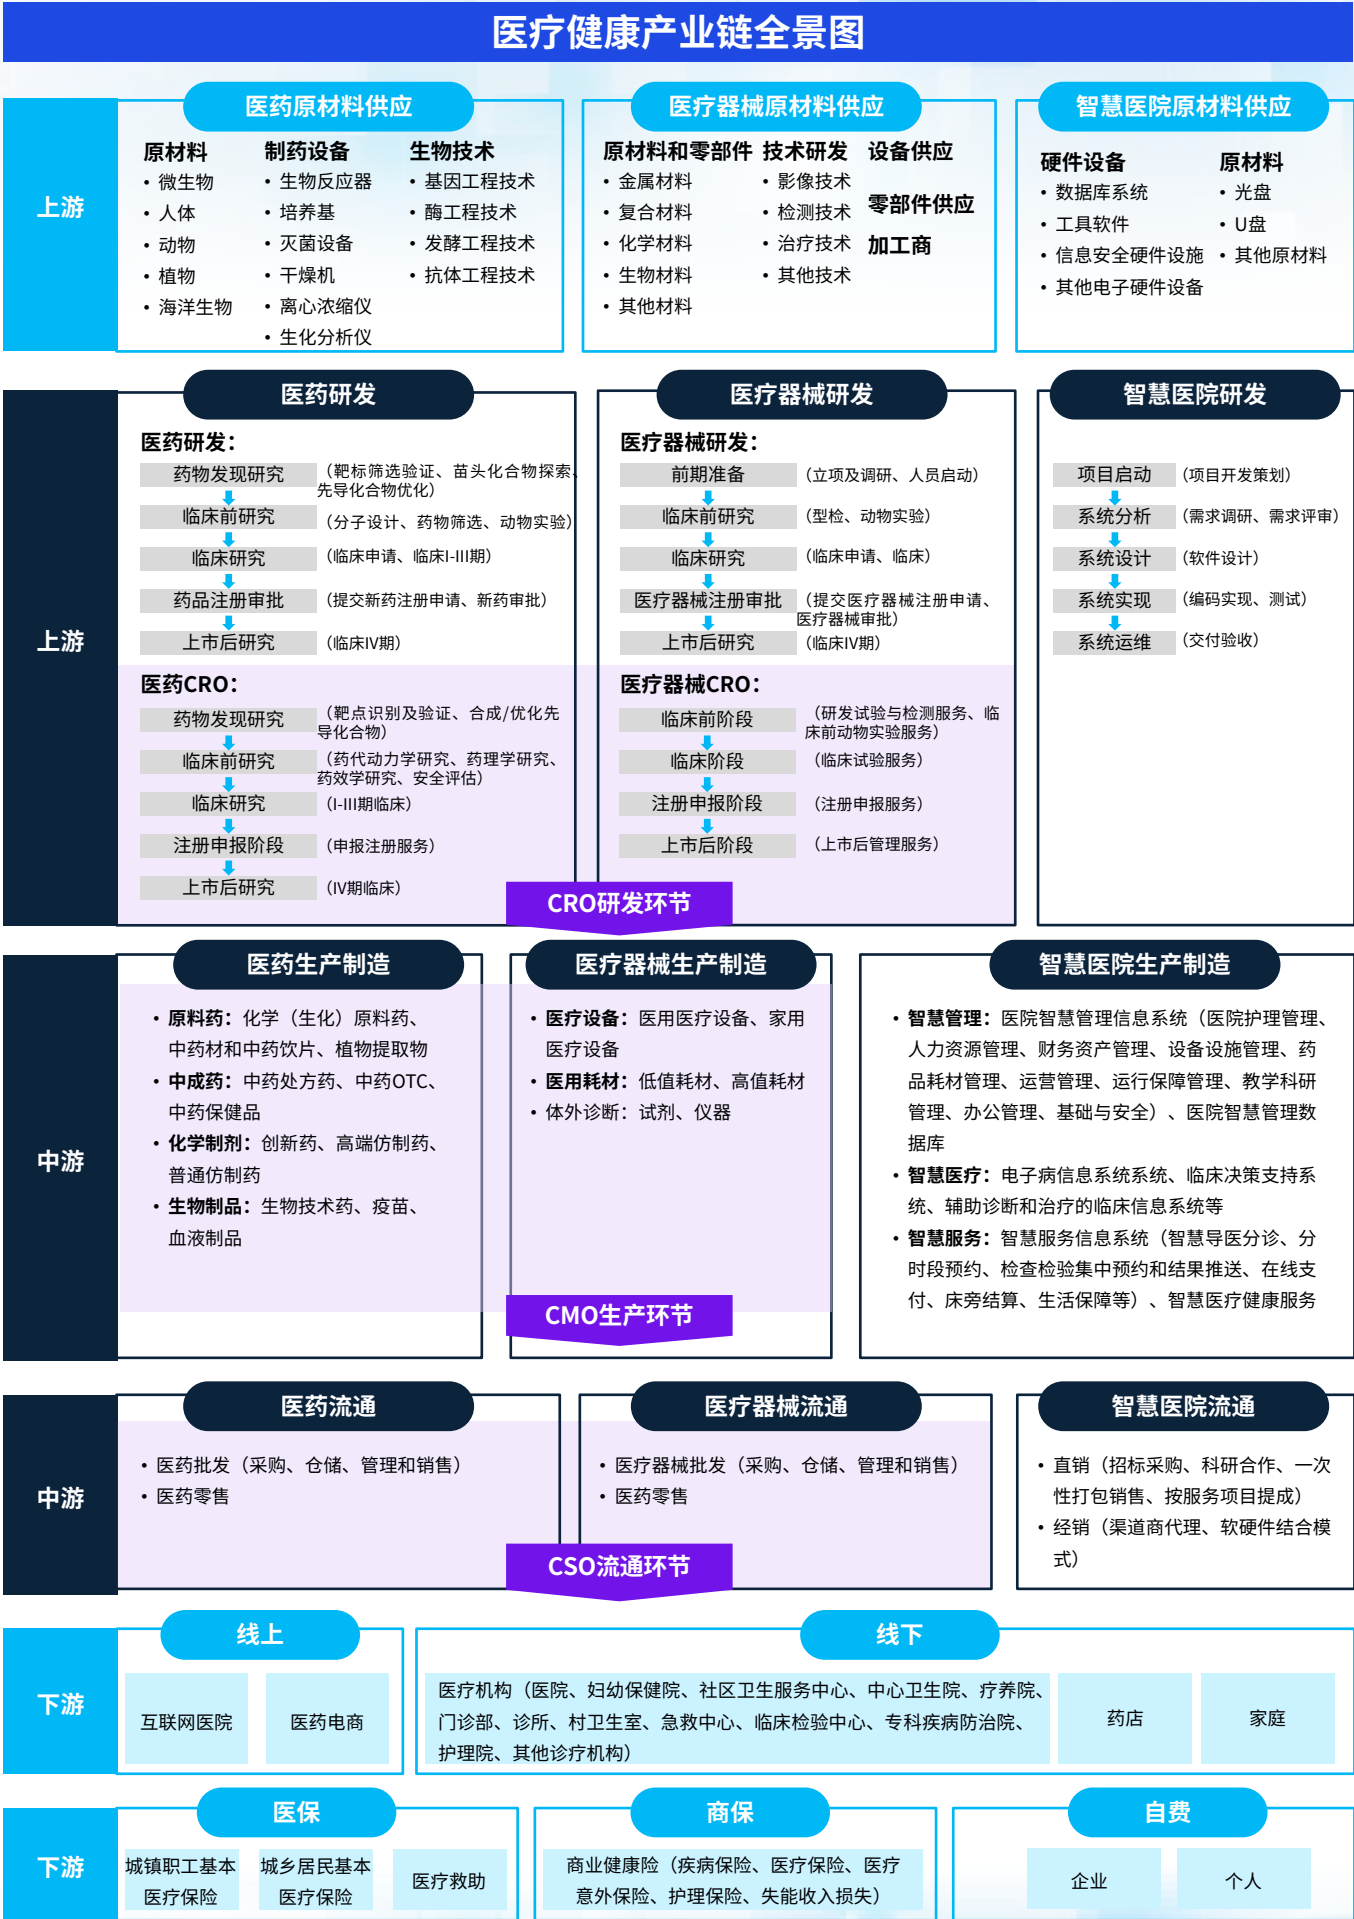 医疗健康产业链全景图
上游
医药原材料供应
原材料
• 微生物
• 人体
• 动物
• 植物
• 海洋生物
制药设备
• 生物反应器
• 培养基
• 灭菌设备
• 干燥机
• 离心浓缩仪
• 生化分析仪
生物技术
• 基因工程技术
• 酶工程技术
• 发酵工程技术
• 抗体工程技术
医疗器械原材料供应
原材料和零部件
• 金属材料
• 复合材料
• 化学材料
• 生物材料
• 其他材料
技术研发
• 影像技术
• 检测技术
• 治疗技术
• 其他技术
设备供应
零部件供应
加工商
智慧医院原材料供应
硬件设备
• 数据库系统
• 工具软件
• 信息安全硬件设施
• 其他电子硬件设备
原材料
• 光盘
• U盘
• 其他原材料
上游
医药研发
医药研发：
药物发现研究
（靶标筛选验证、苗头化合物探索、
先导化合物优化）
临床前研究
（分子设计、药物筛选、动物实验）
临床研究
（临床申请、临床I-III期）
药品注册审批
（提交新药注册申请、新药审批）
上市后研究
（临床IV期）
医药CRO：
药物发现研究
（靶点识别及验证、合成/优化先
导化合物）
临床前研究
（药代动力学研究、药理学研究、
药效学研究、安全评估）
临床研究
（I-III期临床）
注册申报阶段
（申报注册服务）
上市后研究
（IV期临床）
医疗器械研发
医疗器械研发：
前期准备
（立项及调研、人员启动）
临床前研究
（型检、动物实验）
临床研究
（临床申请、临床）
医疗器械注册审批
（提交医疗器械注册申请、
医疗器械审批）
上市后研究
（临床IV期）
医疗器械CRO：
临床前阶段
（研发试验与检测服务、临
床前动物实验服务）
临床阶段
（临床试验服务）
注册申报阶段
（注册申报服务）
上市后阶段
（上市后管理服务）
CRO研发环节
智慧医院研发
项目启动
（项目开发策划）
系统分析
（需求调研、需求评审）
系统设计
（软件设计）
系统实现
（编码实现、测试）
系统运维
（交付验收）
中游
医药生产制造
• 原料药：化学（生化）原料药、
中药材和中药饮片、植物提取物
• 中成药：中药处方药、中药OTC、
中药保健品
• 化学制剂：创新药、高端仿制药、
普通仿制药
• 生物制品：生物技术药、疫苗、
血液制品
医疗器械生产制造
• 医疗设备：医用医疗设备、家用
医疗设备
• 医用耗材：低值耗材、高值耗材
• 体外诊断：试剂、仪器
CMO生产环节
智慧医院生产制造
• 智慧管理：医院智慧管理信息系统（医院护理管理、
人力资源管理、财务资产管理、设备设施管理、药
品耗材管理、运营管理、运行保障管理、教学科研
管理、办公管理、基础与安全）、医院智慧管理数
据库
• 智慧医疗：电子病信息系统系统、临床决策支持系
统、辅助诊断和治疗的临床信息系统等
• 智慧服务：智慧服务信息系统（智慧导医分诊、分
时段预约、检查检验集中预约和结果推送、在线支
付、床旁结算、生活保障等）、智慧医疗健康服务
中游
医药流通
• 医药批发（采购、仓储、管理和销售）
• 医药零售
医疗器械流通
• 医疗器械批发（采购、仓储、管理和销售）
• 医药零售
CSO流通环节
智慧医院流通
• 直销（招标采购、科研合作、一次
性打包销售、按服务项目提成）
• 经销（渠道商代理、软硬件结合模
式）
下游
线上
互联网医院
医药电商
线下
医疗机构（医院、妇幼保健院、社区卫生服务中心、中心卫生院、疗养院、
门诊部、诊所、村卫生室、急救中心、临床检验中心、专科疾病防治院、
护理院、其他诊疗机构）
药店
家庭
下游
医保
城镇职工基本
医疗保险
城乡居民基本
医疗保险
医疗救助
商保
商业健康险（疾病保险、医疗保险、医疗
意外保险、护理保险、失能收入损失）
自费
企业
个人